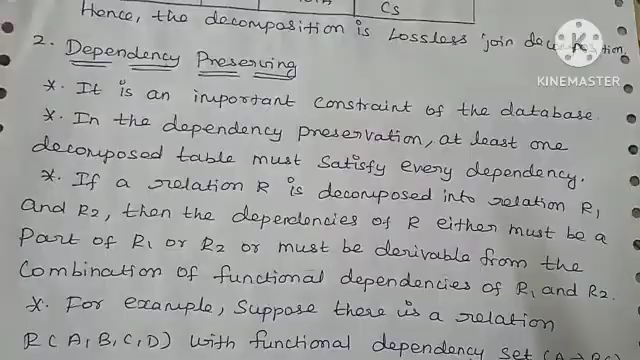 Cs
Hence, the decomposition is Lossless join
KINEMASTER
2. Dependency Preserving
*. It is an important constraint of the database.
*. In the dependency preservation, at least one
decomposed table must satisfy every dependency.
*. If a relation R is decomposed into relation R1
and R2, then the dependencies of R either must be a
Part of R1 or R2 or must be derivable from the
Combination of functional dependencies of R1 and R2.
*. For example, suppose there is a relation
R(A,B,C,D) with functional dependency set (A→BC)